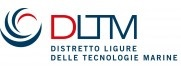 DLTM
DISTRETTO LIGURE
DELLE TECNOLOGIE MARINE